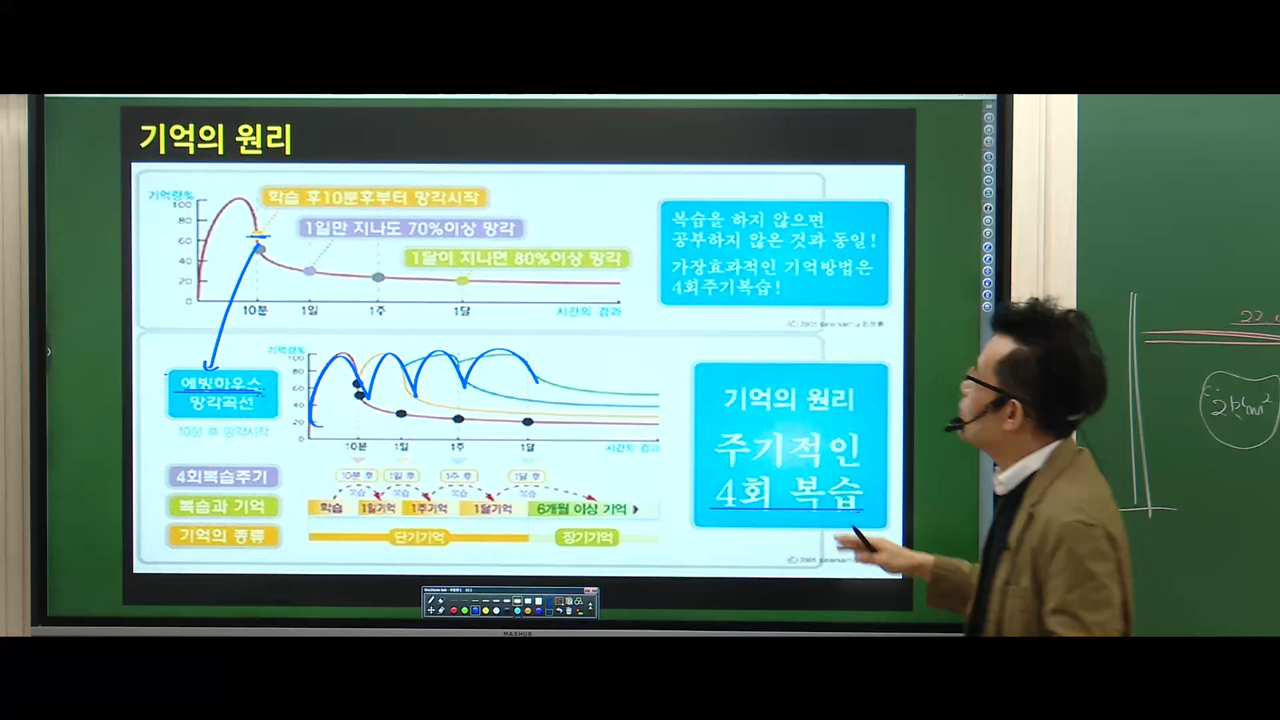 기억의 원리
기억량%
100
80
60
40
20
0
학습 후10분후부터 망각시작
1일만 지나도 70%이상 망각
1달이 지나면 80%이상 망각
10분
1일
1주
1달
시간의 경과
복습을 하지 않으면
공부하지 않은 것과 동일!
가장효과적인 기억방법은
4회주기복습!
에빙하우스
망각곡선
10분 후 망각시작
기억량%
100
80
60
40
20
0
10분
1일
1주
1달
시간의 경과
4회복습주기
10분 후
1일 후
1주 후
1달 후
복습
복습
복습
복습
복습과 기억
학습
1일기억
1주기억
1달기억
6개월 이상 기억
기억의 종류
단기기억
장기기억
기억의 원리
주기적인
4회 복습
MAXHUB